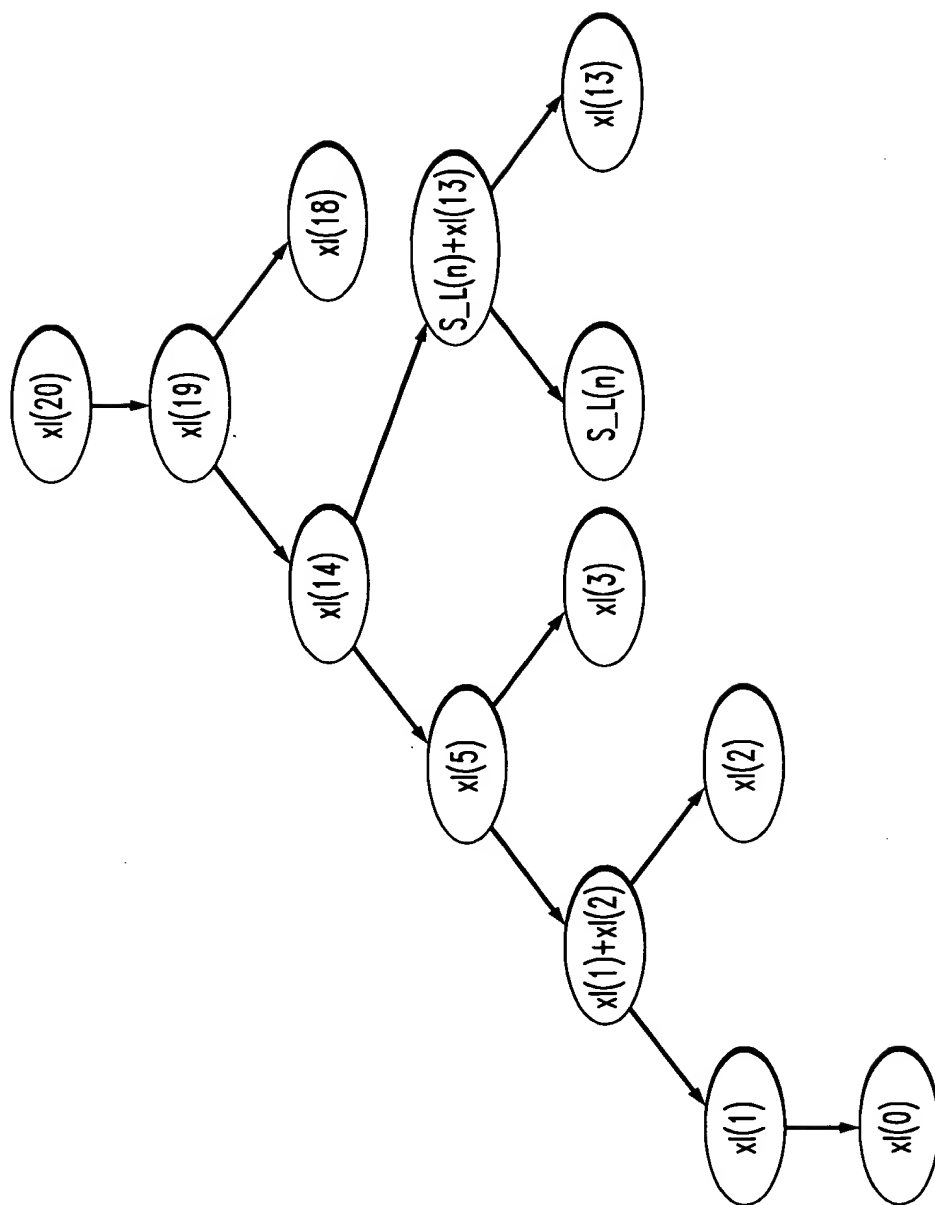 xl(20)
xl(19)
xl(18)
xl(14)
S_L(n)+xl(13)
xl(13)
S_L(n)
xl(5)
xl(3)
xl(1)+xl(2)
xl(2)
xl(1)
xl(0)